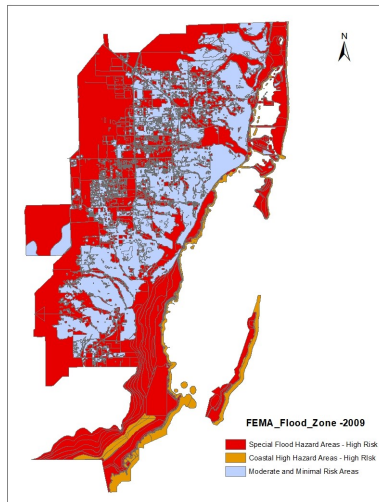 N
FEMA_Flood_Zone -2009
Special Flood Hazard Areas - High Risk
Coastal High Hazard Areas - High RIsk
Moderate and Minimal Risk Areas